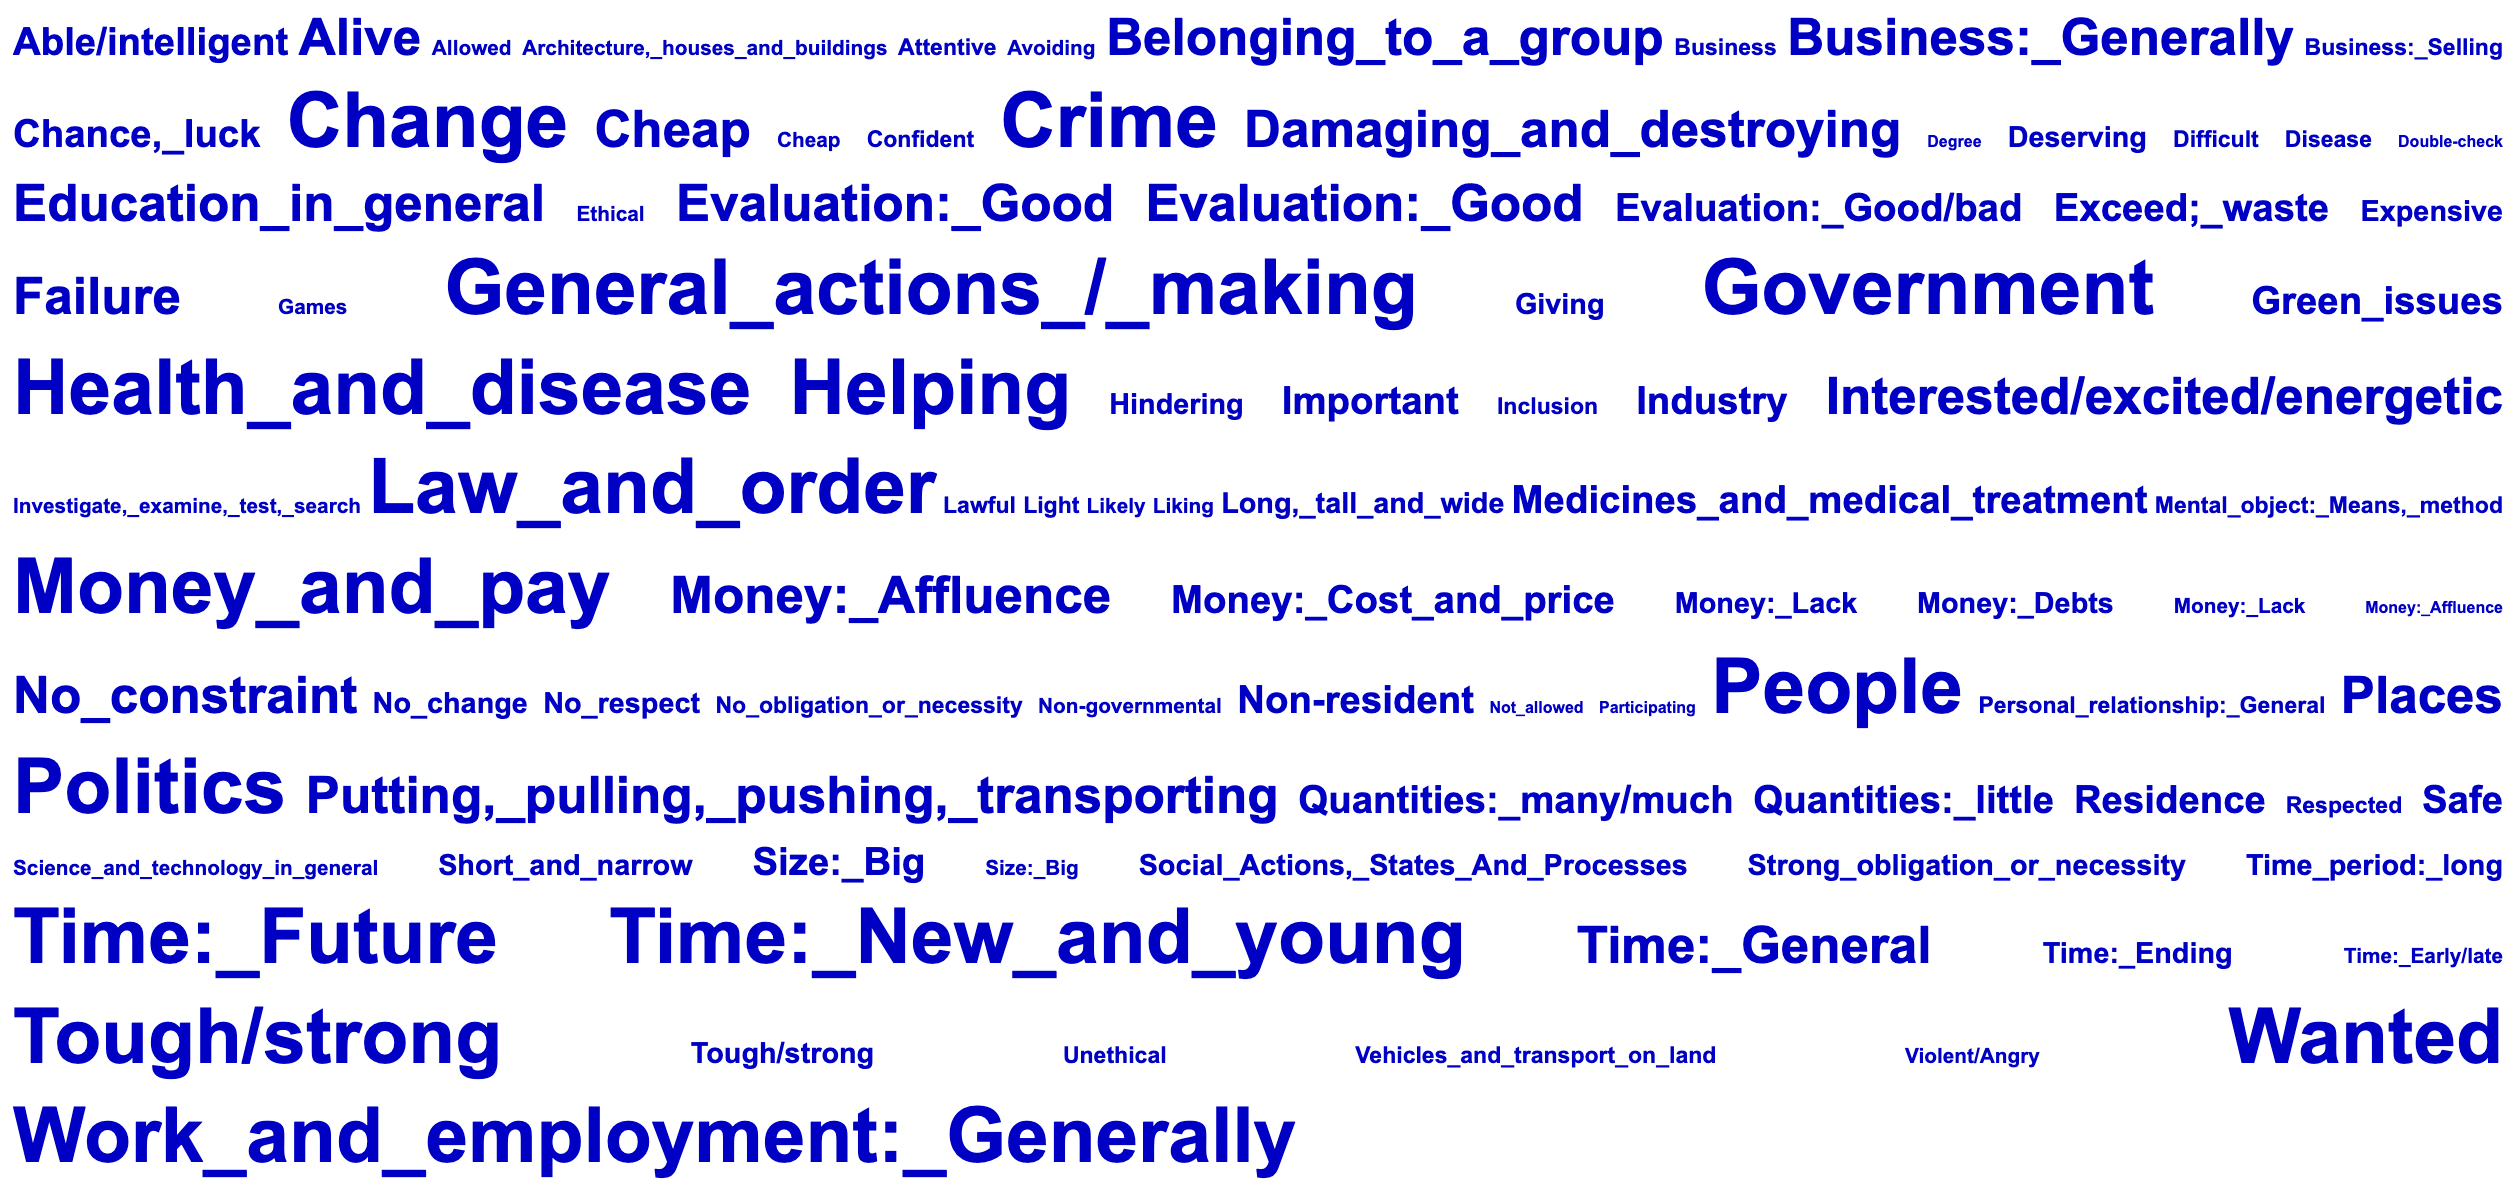 Able/intelligent Alive Allowed Architecture,_houses_and_buildings Attentive Avoiding Belonging_to_a_group Business Business:_Generally Business:_Selling
Chance,_luck Change Cheap Cheap Confident Crime Damaging_and_destroying Degree Deserving Difficult Disease Double-check
Education_in_general Ethical Evaluation:_Good Evaluation:_Good Evaluation:_Good/bad Exceed;_waste Expensive
Failure Games General_actions_/_making Giving Government Green_issues
Health_and_disease Helping Hindering Important Inclusion Industry Interested/excited/energetic
Investigate,_examine,_test,_search Law_and_order Lawful Light Likely Liking Long,_tall_and_wide Medicines_and_medical_treatment Mental_object:_Means,_method
Money_and_pay Money:_Affluence Money:_Cost_and_price Money:_Lack Money:_Debts Money:_Lack Money:_Affluence
No_constraint No_change No_respect No_obligation_or_necessity Non-governmental Non-resident Not_allowed Participating People Personal_relationship:_General Places
Politics Putting,_pulling,_pushing,_transporting Quantities:_many/much Quantities:_little Residence Respected Safe
Science_and_technology_in_general Short_and_narrow Size:_Big Size:_Big Social_Actions,_States_And_Processes Strong_obligation_or_necessity Time_period:_long
Time:_Future Time:_New_and_young Time:_General Time:_Ending Time:_Early/late
Tough/strong Tough/strong Unethical Vehicles_and_transport_on_land Violent/Angry Wanted
Work_and_employment:_Generally